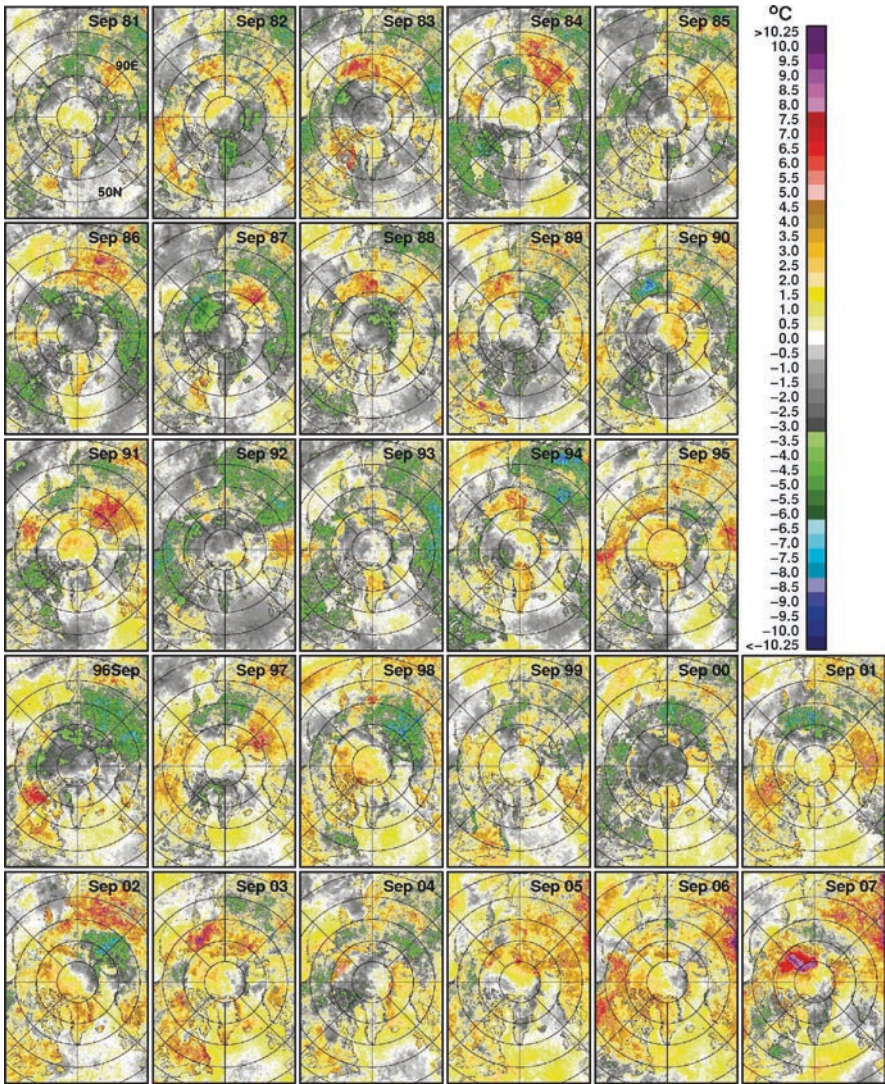 Sep 81
Sep 82
Sep 83
Sep 84
Sep 85
°C
90E
50N
>10.25
10.0
9.5
9.0
8.5
8.0
7.5
6.5
6.0
5.5
5.0
4.5
4.0
3.5
3.0
2.5
2.0
1.5
0.5
0.0
−0.5
−1.0
−1.5
−2.0
−2.5
−3.0
−3.5
−4.0
−4.5
−5.0
−5.5
−6.0
−6.5
−7.0
−7.5
−8.0
−8.5
−9.0
−9.5
−10.0
<−10.25
Sep 86
Sep 87
Sep 88
Sep 89
Sep 90
Sep 91
Sep 92
Sep 93
Sep 94
Sep 95
96Sep
Sep 97
Sep 98
Sep 99
Sep 00
Sep 01
Sep 02
Sep 03
Sep 04
Sep 05
Sep 06
Sep 07